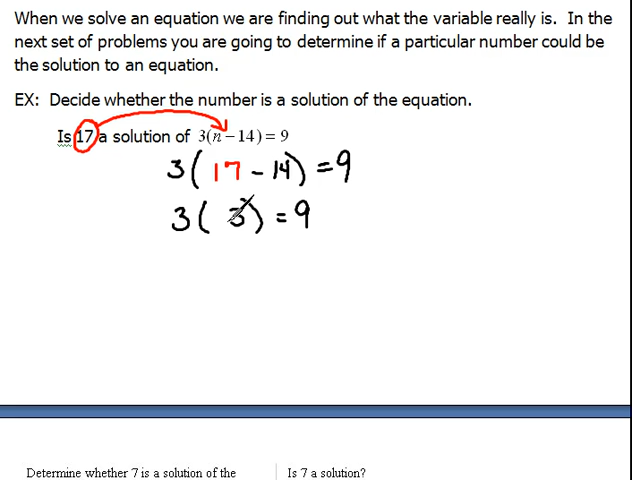 When we solve an equation we are finding out what the variable really is. In the
next set of problems you are going to determine if a particular number could be
the solution to an equation.
EX: Decide whether the number is a solution of the equation.
Is 17 a solution of 3(n−14) = 9
3( 17 - 14) = 9
3( 3) = 9
Determine whether 7 is a solution of the
Is 7 a solution?